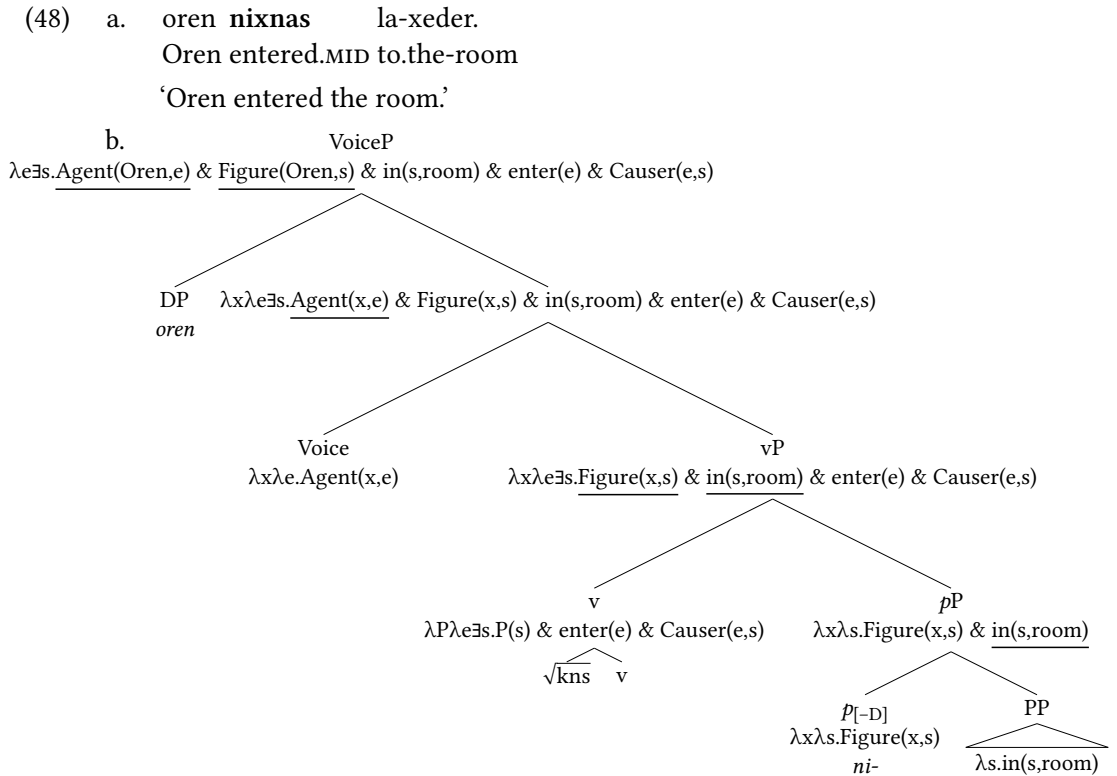 (48) a. oren nixnas la-xeder.
Oren entered.MID to.the-room
‘Oren entered the room.’
b. VoiceP
λe∃s.Agent(Oren,e) & Figure(Oren,s) & in(s,room) & enter(e) & Causer(e,s)
DP λxλe∃s.Agent(x,e) & Figure(x,s) & in(s,room) & enter(e) & Causer(e,s)
oren
Voice vP
λxλe.Agent(x,e) λxλe∃s.Figure(x,s) & in(s,room) & enter(e) & Causer(e,s)
v pP
λPλe∃s.P(s) & enter(e) & Causer(e,s) λxλs.Figure(x,s) & in(s,room)
√kns v
p[–D] PP
λxλs.Figure(x,s)
ni- λs.in(s,room)